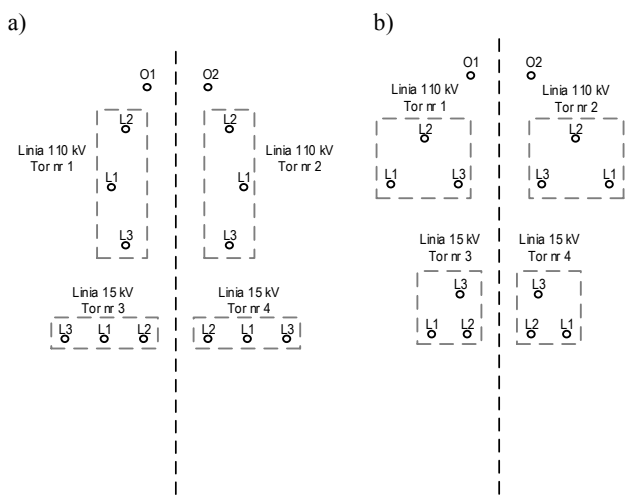 a)
O1 O2
L2 L2
Linia 110 kV
Tor nr 1
Linia 110 kV
Tor nr 2
L1 L1
L3 L3
Linia 15 kV
Tor nr 3
Linia 15 kV
Tor nr 4
L3 L1 L2
L2 L1 L3
b)
O1 O2
Linia 110 kV
Tor nr 1
Linia 110 kV
Tor nr 2
L2 L2
L1 L3
L3 L1
Linia 15 kV
Tor nr 3
Linia 15 kV
Tor nr 4
L3 L3
L1 L2
L2 L1